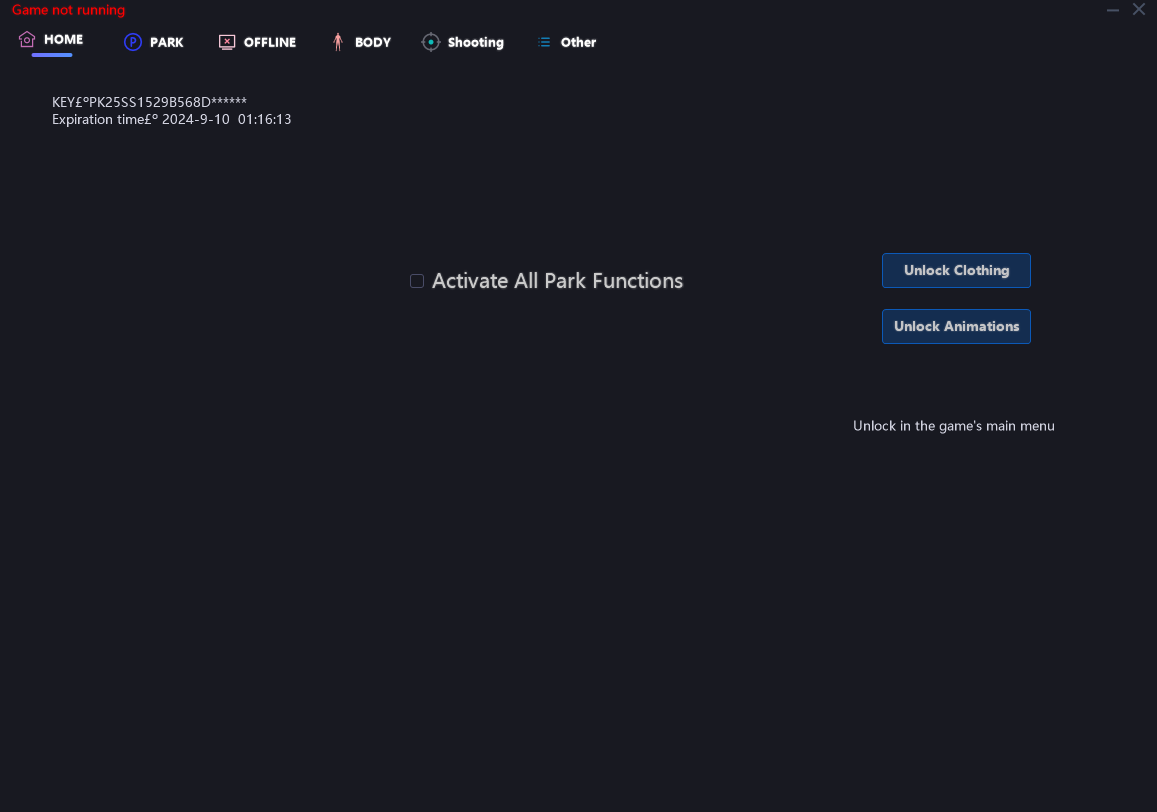 Game not running
HOME
PARK
OFFLINE
BODY
Shooting
Other
KEY£ºPK25SS1529B568D******
Expiration time£º 2024-9-10  01:16:13
Activate All Park Functions
Unlock Clothing
Unlock Animations
Unlock in the game's main menu